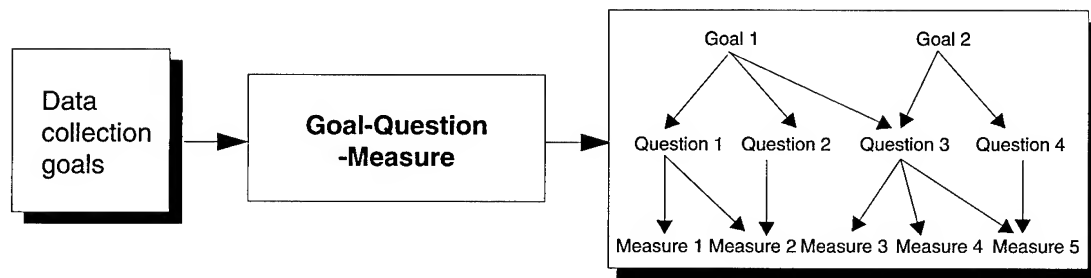 Data
collection
goals
Goal-Question
-Measure
Goal 1 Goal 2
Question 1 Question 2 Question 3 Question 4
Measure 1 Measure 2 Measure 3 Measure 4 Measure 5